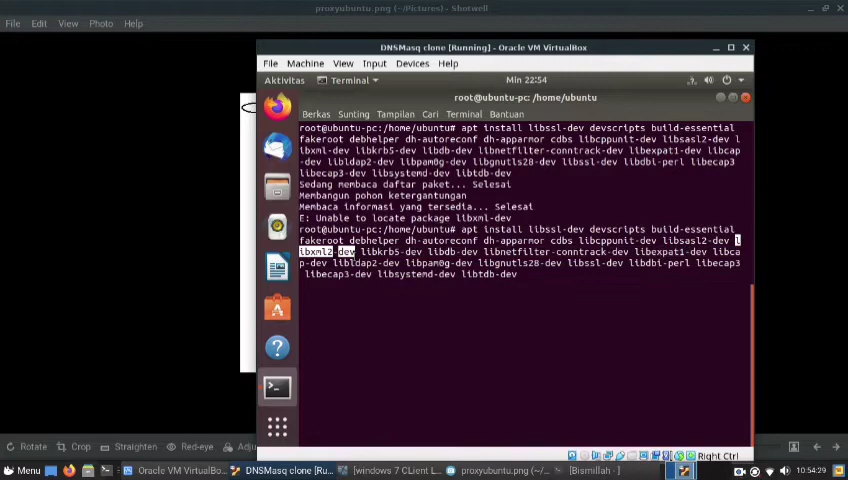 proxyubuntu.png (~/Pictures) - Shotwell
File Edit View Photo Help
DNSMasq clone [Running] - Oracle VM VirtualBox
File Machine View Input Devices Help
Aktivitas Terminal Min 22:54
root@ubuntu-pc: /home/ubuntu
Berkas Sunting Tampilan Cari Terminal Bantuan
root@ubuntu-pc:/home/ubuntu# apt install libssl-dev devscripts build-essential
fakeroot debhelper dh-autoreconf dh-apparmor cdbs libcppunit-dev libsasl2-dev l
ibxml-dev libkrb5-dev libdb-dev libnetfilter-conntrack-dev libexpat1-dev libcap
-dev libldap2-dev libpam0g-dev libgnutls28-dev libssl-dev libdbi-perl libecap3
libecap3-dev libsystemd-dev libtdb-dev
Sedang membaca daftar paket... Selesai
Membangun pohon ketergantungan
Membaca informasi yang tersedia... Selesai
E: Unable to locate package libxml-dev
root@ubuntu-pc:/home/ubuntu# apt install libssl-dev devscripts build-essential
fakeroot debhelper dh-autoreconf dh-apparmor cdbs libcppunit-dev libsasl2-dev l
ibxml2-dev libkrb5-dev libdb-dev libnetfilter-conntrack-dev libexpat1-dev libca
p-dev libldap2-dev libpam0g-dev libgnutls28-dev libssl-dev libdbi-perl libecap3
libecap3-dev libsystemd-dev libtdb-dev
Rotate Crop Straighten Red-eye Adju
Right Ctrl
Menu Oracle VM VirtualB... DNSMasq clone [Ru... [windows 7 CLient L... proxyubuntu.png (~/... [Bismillah - ] 10:54:29